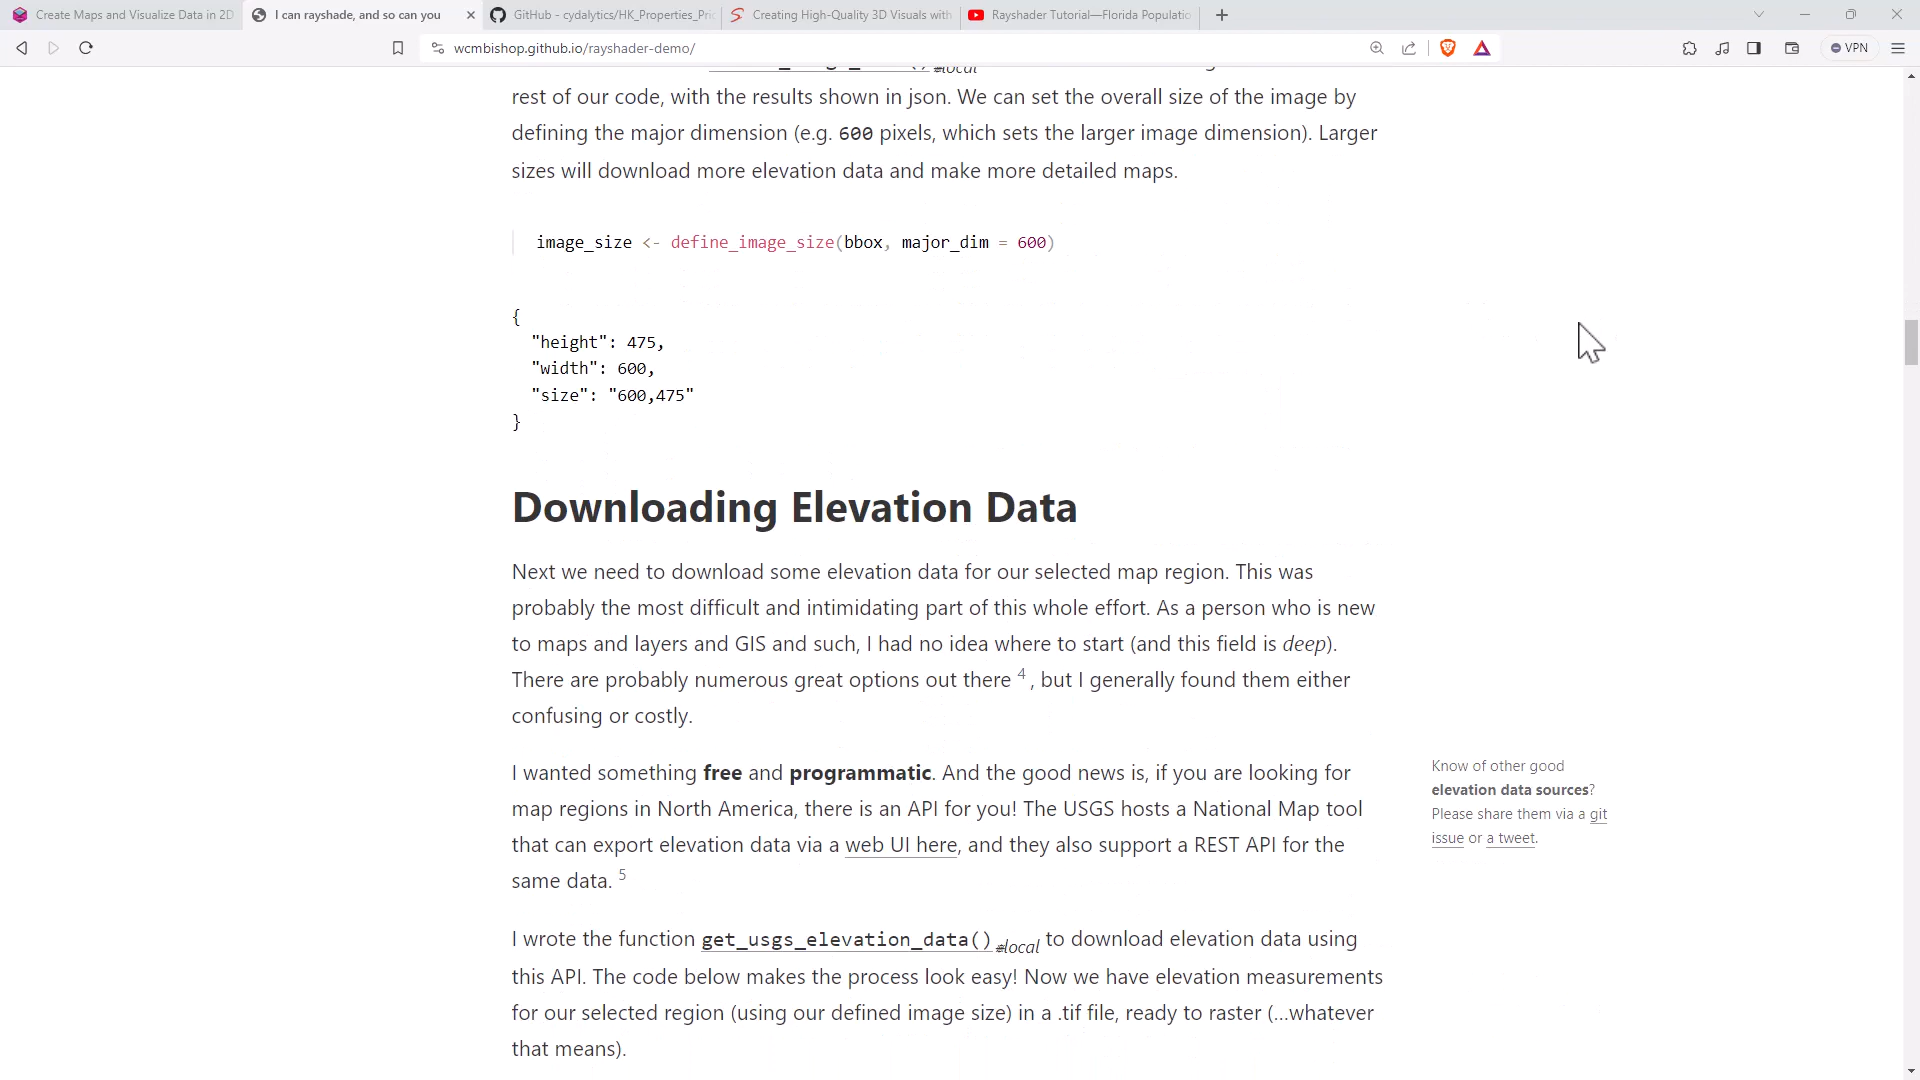 Create Maps and Visualize Data in 2D
I can rayshade, and so can you
GitHub - cydalytics/HK_Properties_Pric
Creating High-Quality 3D Visuals with
Rayshader Tutorial—Florida Populatio
wcmbishop.github.io/rayshader-demo/
VPN
local
rest of our code, with the results shown in json. We can set the overall size of the image by
defining the major dimension (e.g. 600 pixels, which sets the larger image dimension). Larger
sizes will download more elevation data and make more detailed maps.
image_size <- define_image_size(bbox, major_dim = 600)
{
"height": 475,
"width": 600,
"size": "600,475"
}
Downloading Elevation Data
Next we need to download some elevation data for our selected map region. This was
probably the most difficult and intimidating part of this whole effort. As a person who is new
to maps and layers and GIS and such, I had no idea where to start (and this field is deep).
There are probably numerous great options out there 4 , but I generally found them either
confusing or costly.
I wanted something free and programmatic. And the good news is, if you are looking for
map regions in North America, there is an API for you! The USGS hosts a National Map tool
that can export elevation data via a web UI here, and they also support a REST API for the
same data. 5
Know of other good
elevation data sources?
Please share them via a git
issue or a tweet.
I wrote the function get_usgs_elevation_data() local to download elevation data using
this API. The code below makes the process look easy! Now we have elevation measurements
for our selected region (using our defined image size) in a .tif file, ready to raster (...whatever
that means).